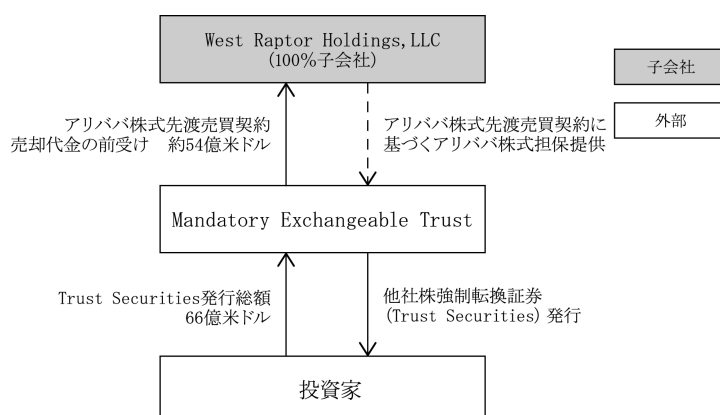 West Raptor Holdings,LLC
(100%子会社)
子会社
外部
アリババ株式先渡売買契約
売却代金の前受け 約54億米ドル
アリババ株式先渡売買契約に
基づくアリババ株式担保提供
Mandatory Exchangeable Trust
Trust Securities発行総額
66億米ドル
他社株強制転換証券
(Trust Securities) 発行
投資家